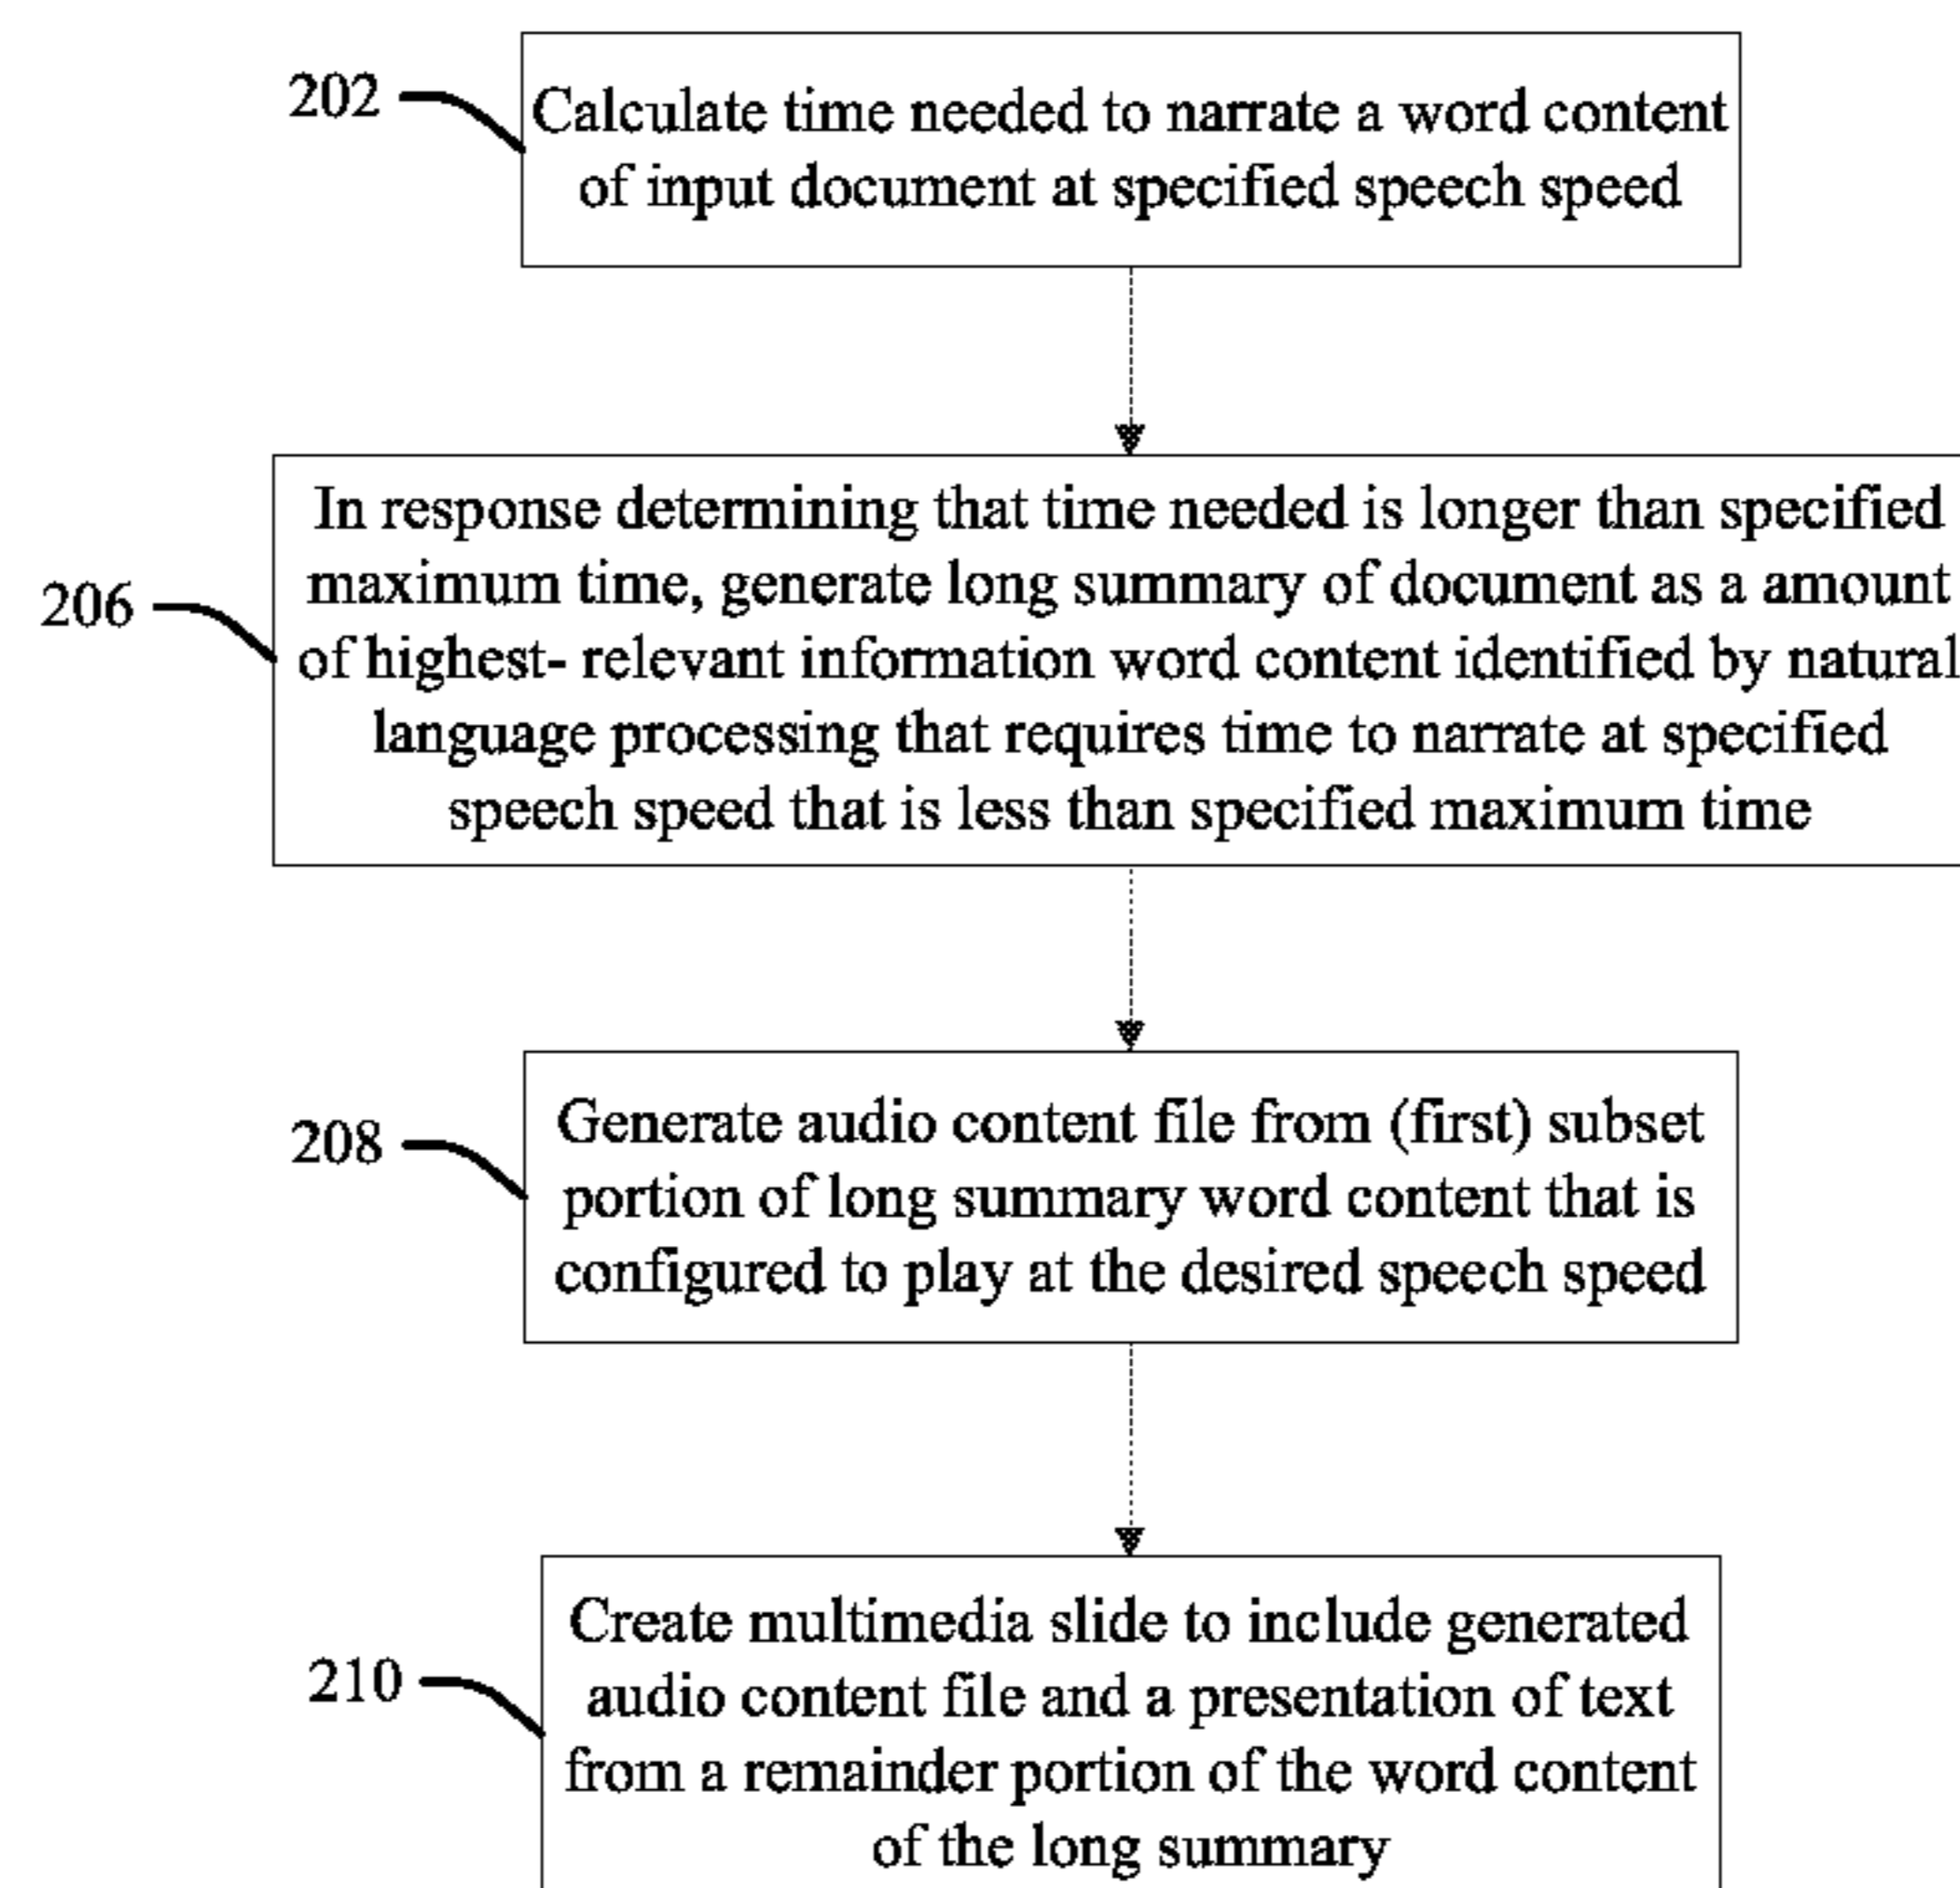 202
Calculate time needed to narrate a word content
of input document at specified speech speed
206
In response determining that time needed is longer than specified
maximum time, generate long summary of document as a amount
of highest- relevant information word content identified by natural
language processing that requires time to narrate at specified
speech speed that is less than specified maximum time
208
Generate audio content file from (first) subset
portion of long summary word content that is
configured to play at the desired speech speed
210
Create multimedia slide to include generated
audio content file and a presentation of text
from a remainder portion of the word content
of the long summary